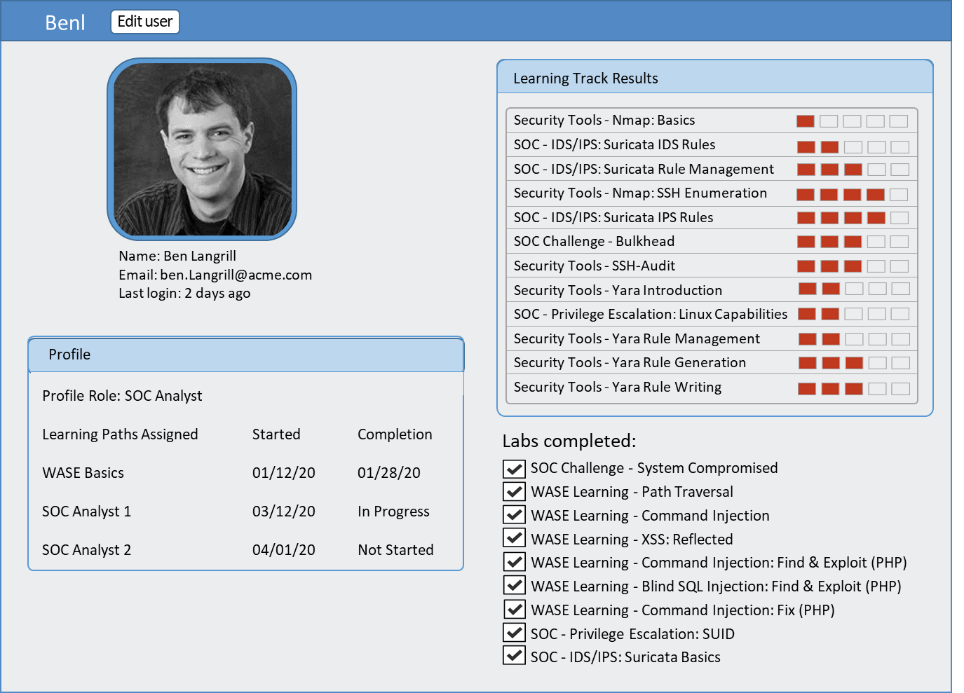 Benl
Edit user
Name: Ben Langrill
Email: ben.Langrill@acme.com
Last login: 2 days ago
Profile
Profile Role: SOC Analyst
Learning Paths Assigned Started Completion
WASE Basics 01/12/20 01/28/20
SOC Analyst 1 03/12/20 In Progress
SOC Analyst 2 04/01/20 Not Started
Learning Track Results
Security Tools - Nmap: Basics
SOC - IDS/IPS: Suricata IDS Rules
SOC - IDS/IPS: Suricata Rule Management
Security Tools - Nmap: SSH Enumeration
SOC - IDS/IPS: Suricata IPS Rules
SOC Challenge - Bulkhead
Security Tools - SSH-Audit
Security Tools - Yara Introduction
SOC - Privilege Escalation: Linux Capabilities
Security Tools - Yara Rule Management
Security Tools - Yara Rule Generation
Security Tools - Yara Rule Writing
Labs completed:
SOC Challenge - System Compromised
WASE Learning - Path Traversal
WASE Learning - Command Injection
WASE Learning - XSS: Reflected
WASE Learning - Command Injection: Find & Exploit (PHP)
WASE Learning - Blind SQL Injection: Find & Exploit (PHP)
WASE Learning - Command Injection: Fix (PHP)
SOC - Privilege Escalation: SUID
SOC - IDS/IPS: Suricata Basics